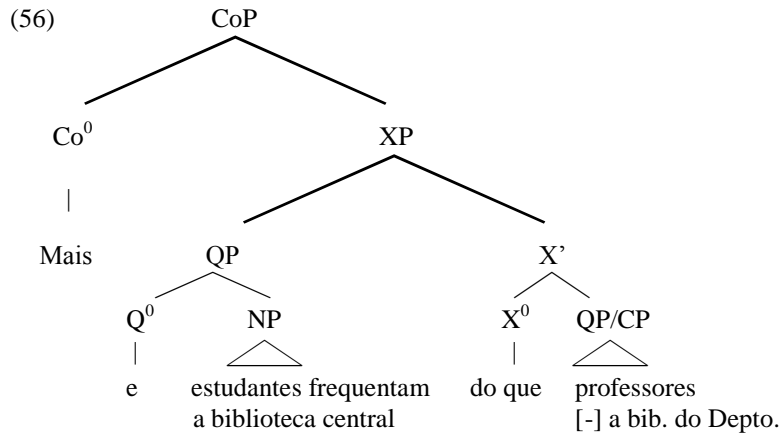 (56) CoP
Co⁰ XP
Mais QP X’
Q⁰ NP X⁰ QP/CP
e estudantes frequentam do que professores
a biblioteca central [-] a bib. do Depto.